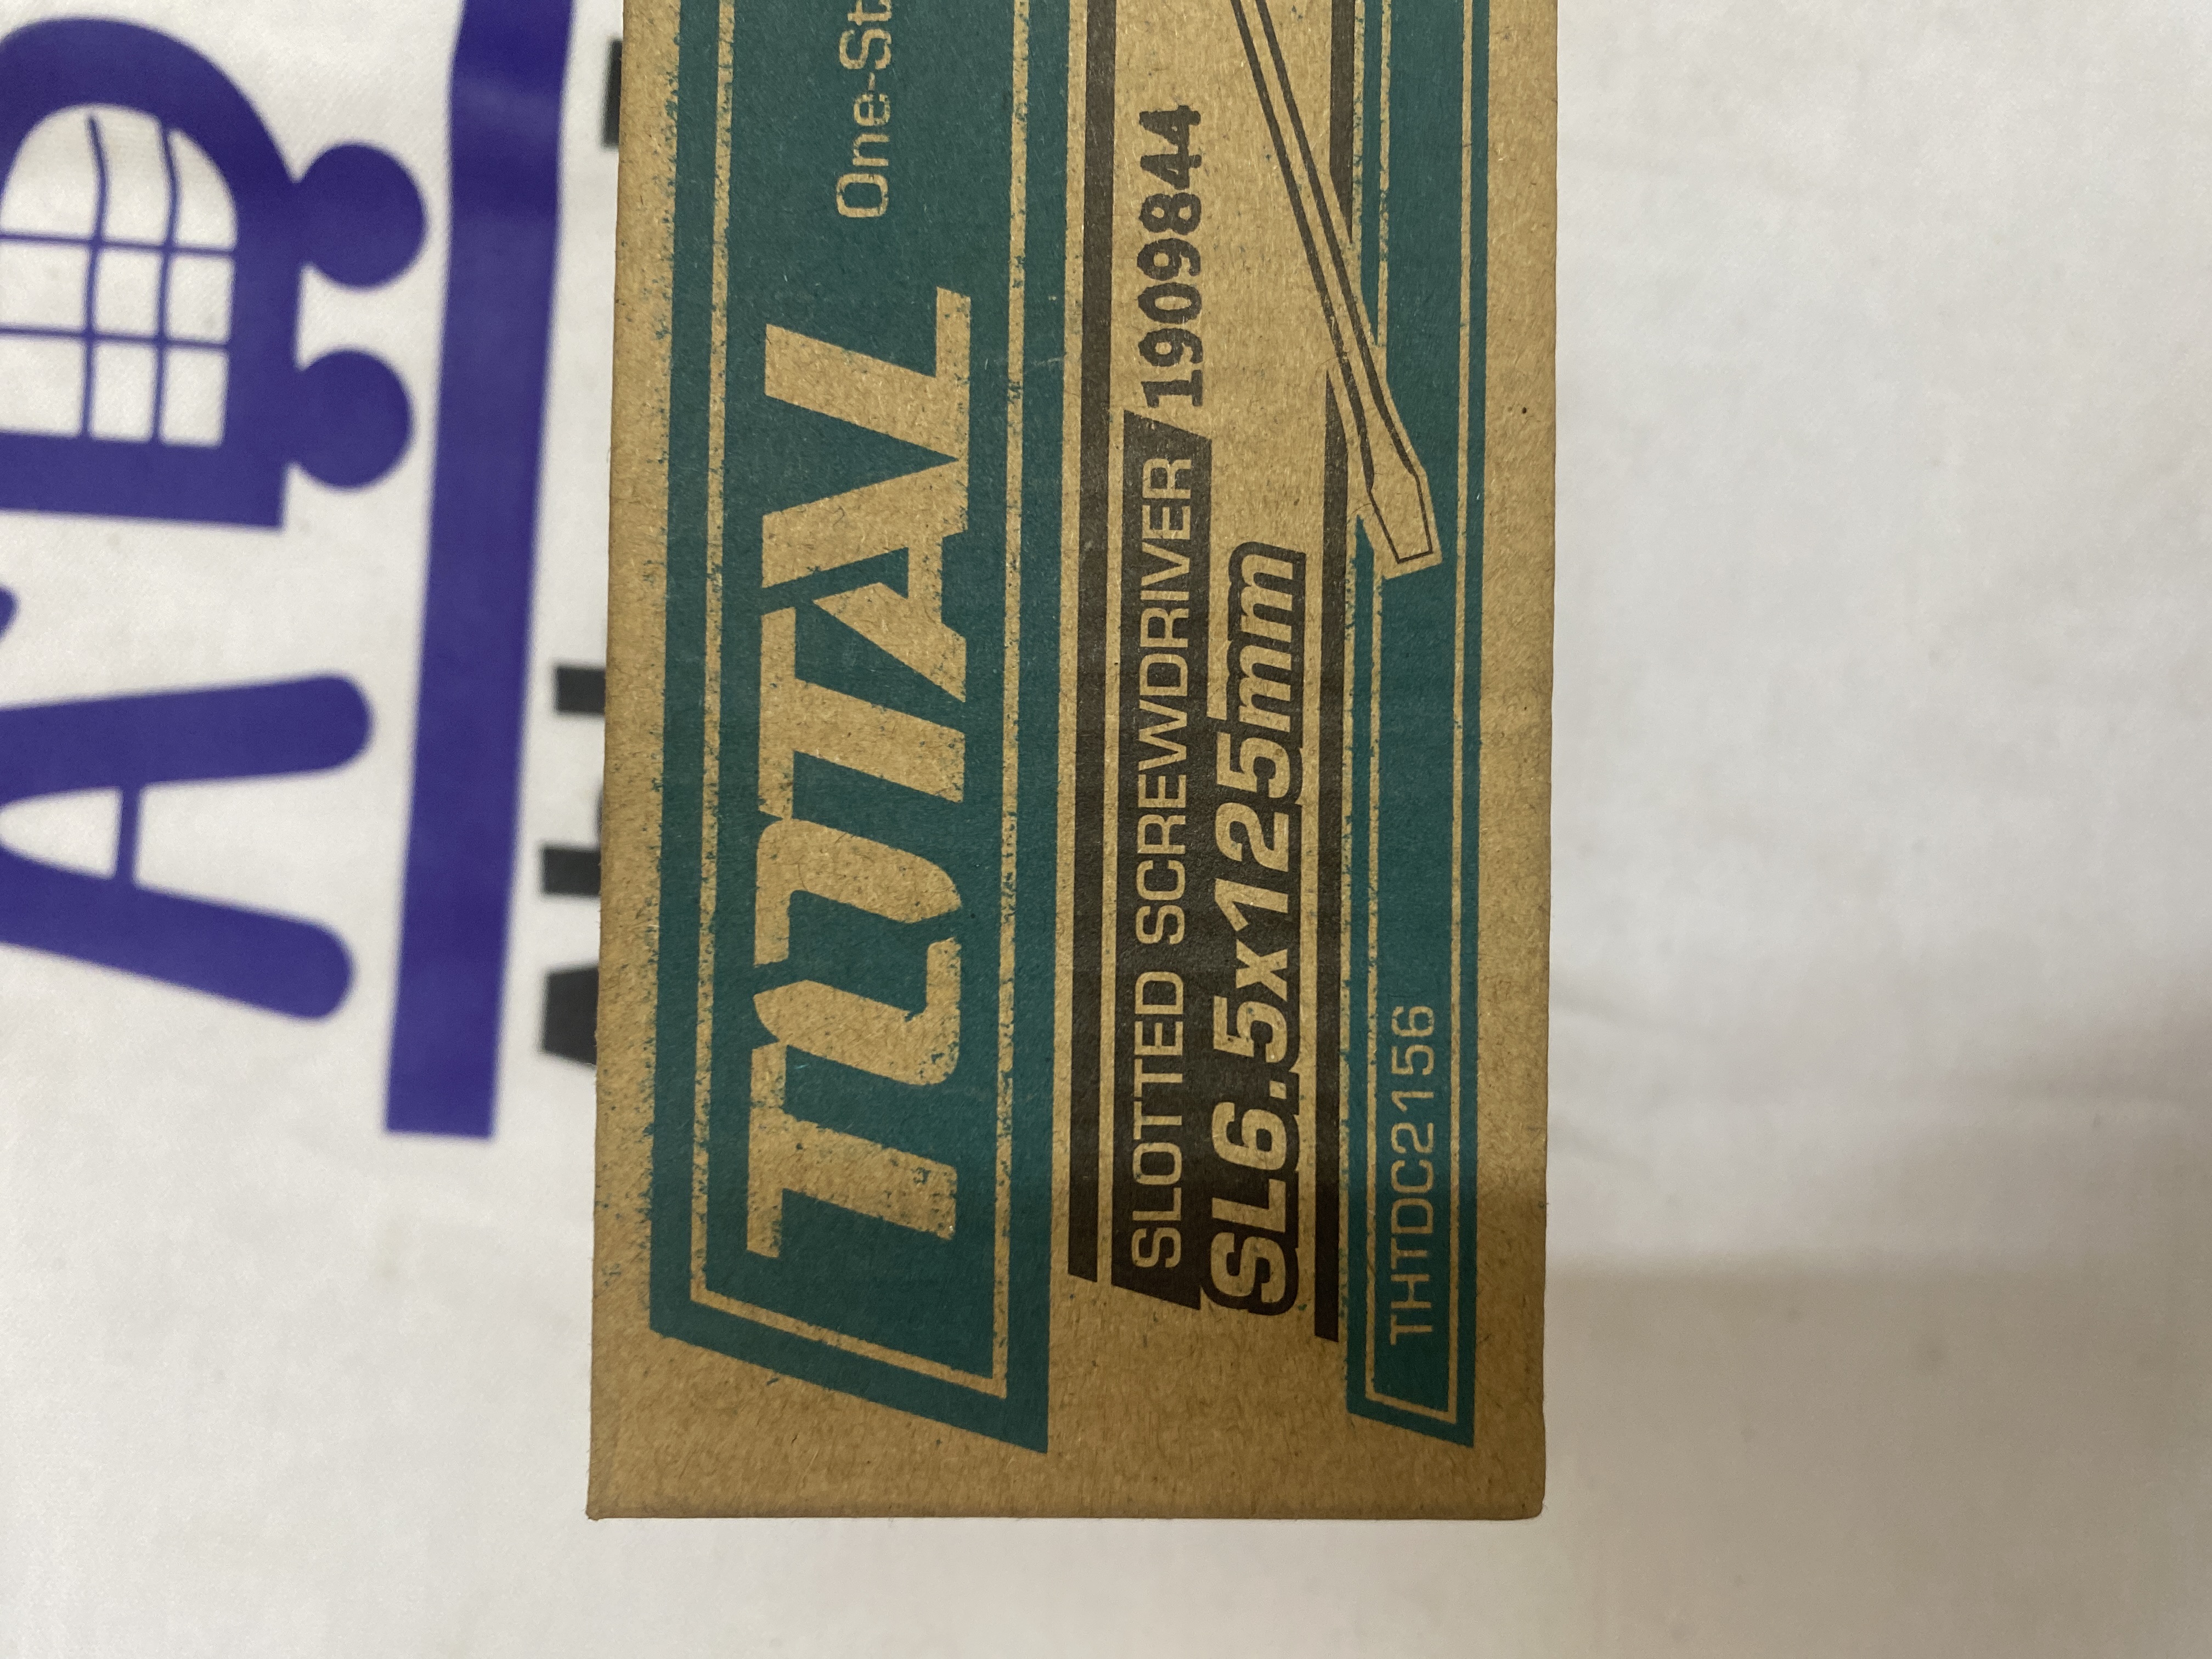 TOTAL
One-St
SLOTTED SCREWDRIVER 1909844
SL6.5x125mm
THTDC2156